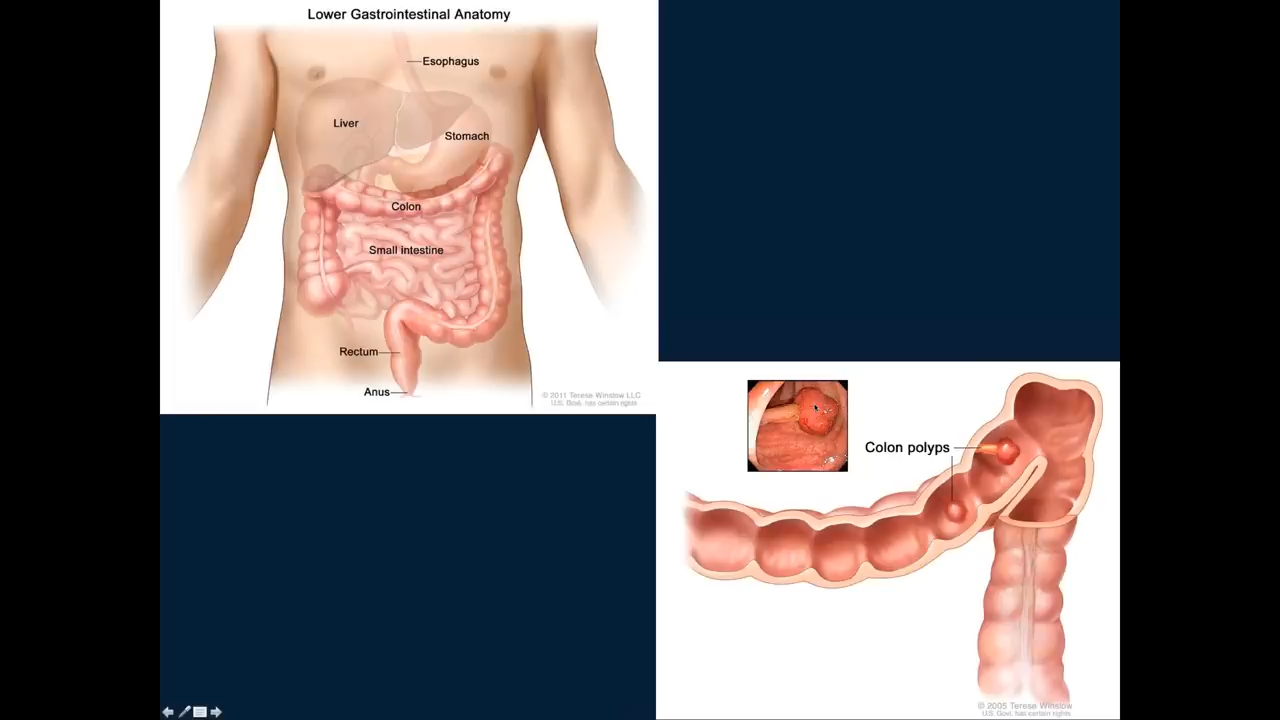 Lower Gastrointestinal Anatomy
Esophagus
Liver
Stomach
Colon
Small intestine
Rectum
Anus
© 2011 Terese Winslow LLC
U.S. Govt. has certain rights
Colon polyps
© 2005 Terese Winslow
U.S. Govt. has certain rights